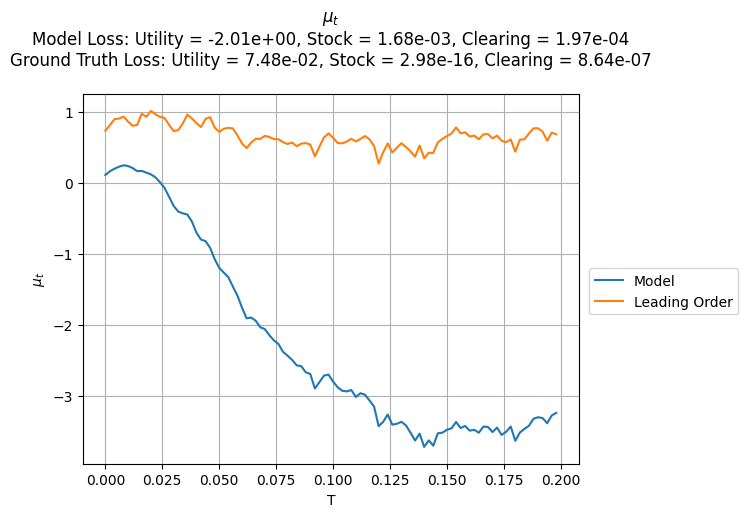 μₜ
Model Loss: Utility = -2.01e+00, Stock = 1.68e-03, Clearing = 1.97e-04
Ground Truth Loss: Utility = 7.48e-02, Stock = 2.98e-16, Clearing = 8.64e-07
1
0
−1
−2
−3
μₜ
0.000
0.025
0.050
0.075
0.100
0.125
0.150
0.175
0.200
T
Model
Leading Order